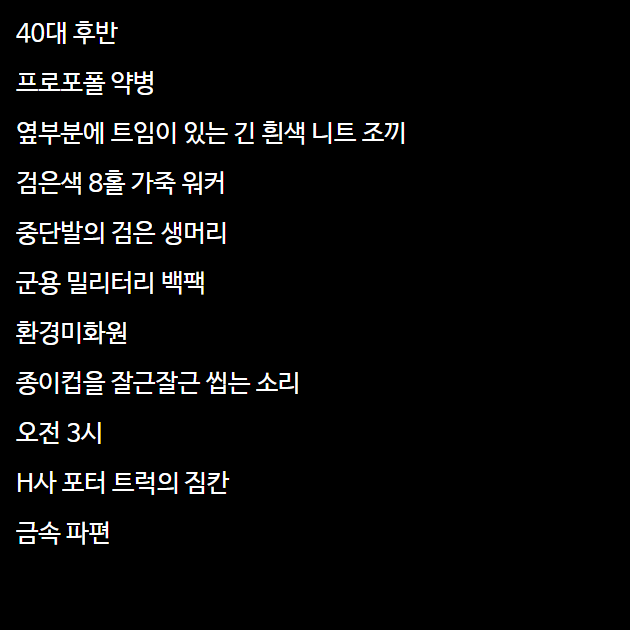 40대 후반
프로포폴 약병
옆부분에 트임이 있는 긴 흰색 니트 조끼
검은색 8홀 가죽 워커
중단발의 검은 생머리
군용 밀리터리 백팩
환경미화원
종이컵을 잘근잘근 씹는 소리
오전 3시
H사 포터 트럭의 짐칸
금속 파편